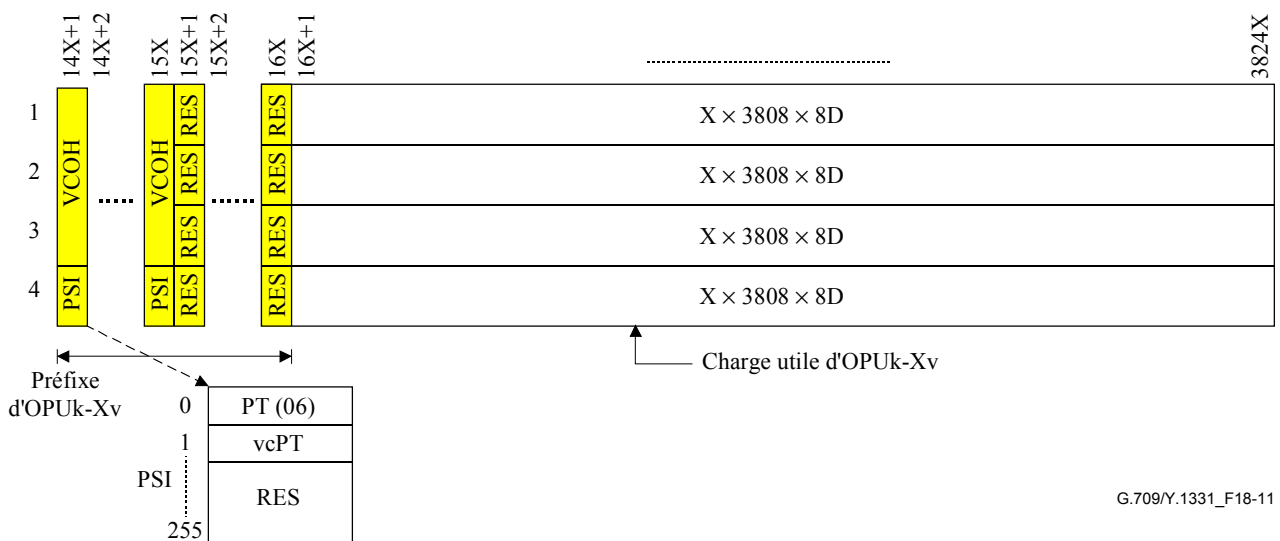 14X+1
14X+2
15X
15X+1
15X+2
16X
16X+1
3824X
1
2
3
4
VCOH
VCOH
PSI
PSI
RES
RES
RES
RES
RES
RES
RES
RES
X × 3808 × 8D
X × 3808 × 8D
X × 3808 × 8D
X × 3808 × 8D
Charge utile d'OPUk-Xv
Préfixe
d'OPUk-Xv
0
PT (06)
1
vcPT
PSI
RES
255
G.709/Y.1331_F18-11